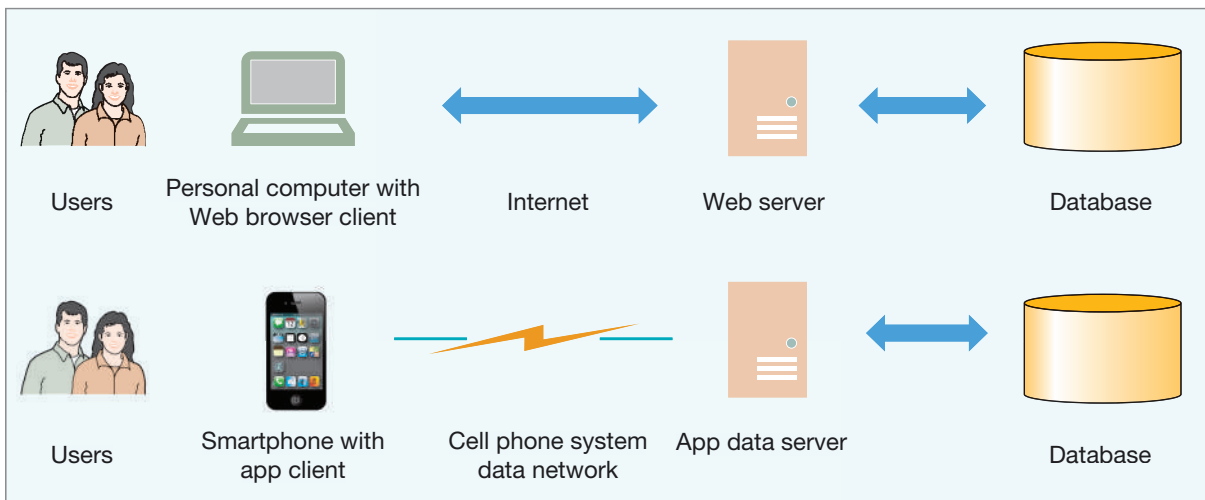 Users
Personal computer with
Web browser client
Internet
Web server
Database
Users
Smartphone with
app client
Cell phone system
data network
App data server
Database